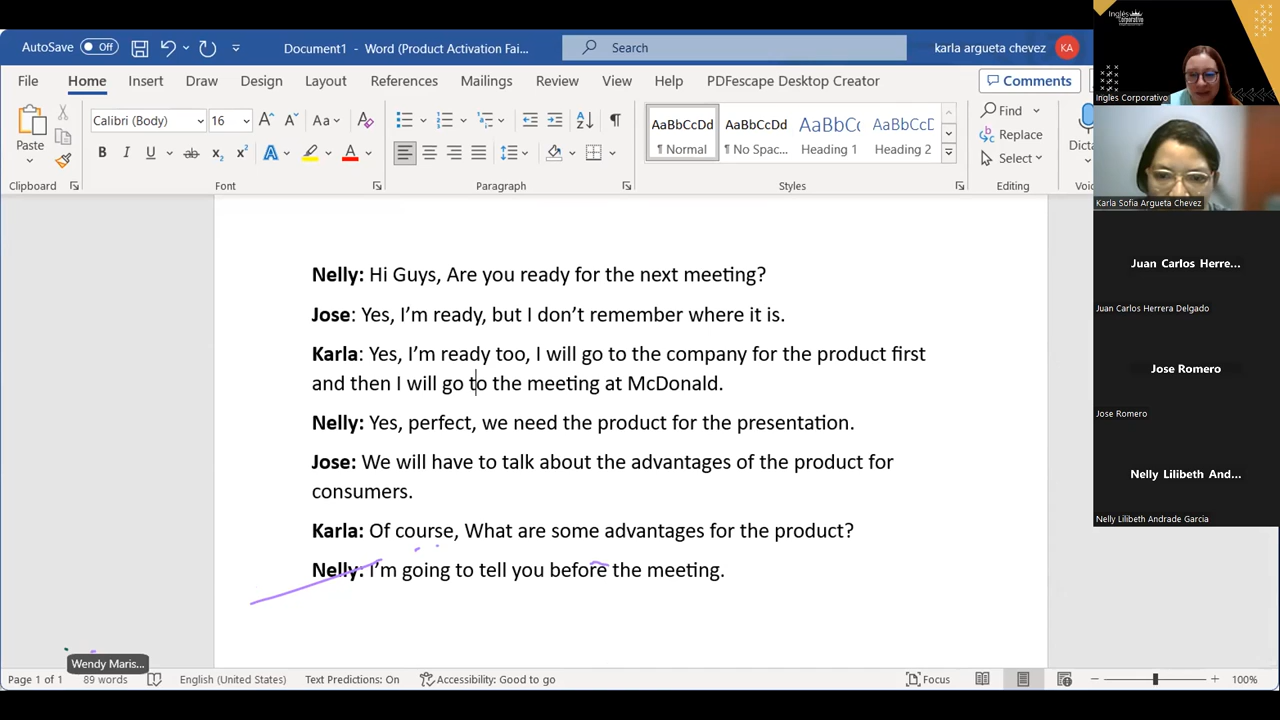 AutoSave Off Document1 - Word (Product Activation Fai... Search karla argueta chevez KA
File Home Insert Draw Design Layout References Mailings Review View Help PDFescape Desktop Creator Comments
Calibri (Body) 16 Find
Paste AaBbCcDd AaBbCcDd AaBbCc AaBbCcD Replace
Normal No Spac... Heading 1 Heading 2 Select Dicta
Clipboard Font Paragraph Styles Editing Voi
Nelly: Hi Guys, Are you ready for the next meeting?
Jose: Yes, I'm ready, but I don't remember where it is.
Karla: Yes, I'm ready too, I will go to the company for the product first
and then I will go to the meeting at McDonald.
Nelly: Yes, perfect, we need the product for the presentation.
Jose: We will have to talk about the advantages of the product for
consumers.
Karla: Of course, What are some advantages for the product?
Nelly: I'm going to tell you before the meeting.
Wendy Maris...
Page 1 of 1 89 words English (United States) Text Predictions: On Accessibility: Good to go Focus 100%
Inglés
Corporativo
Ingles Corporativo
Karla Sofia Argueta Chevez
Juan Carlos Herre...
Juan Carlos Herrera Delgado
Jose Romero
Jose Romero
Nelly Lilibeth And...
Nelly Lilibeth Andrade Garcia